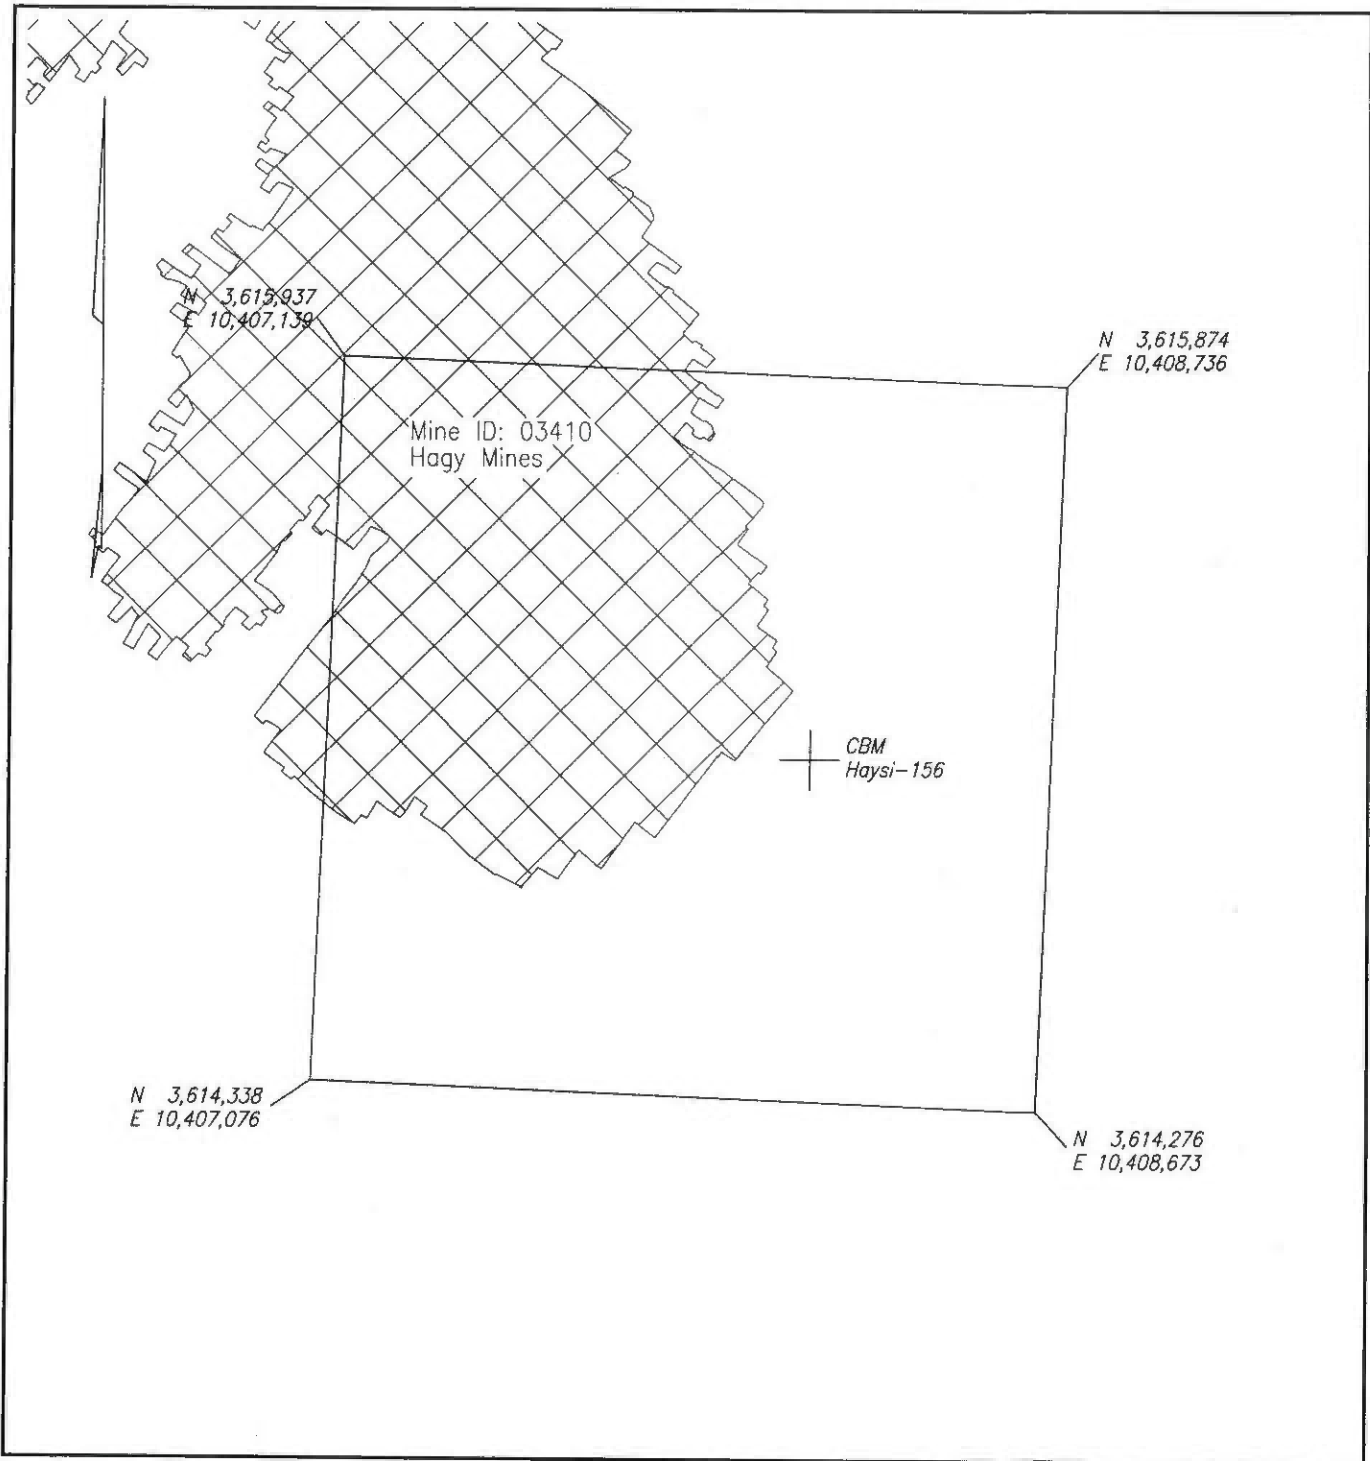 N 3,615,937
E 10,407,139
N 3,615,874
E 10,408,736
Mine ID: 03410
Hagy Mines
CBM
Haysi-156
N 3,614,338
E 10,407,076
N 3,614,276
E 10,408,673